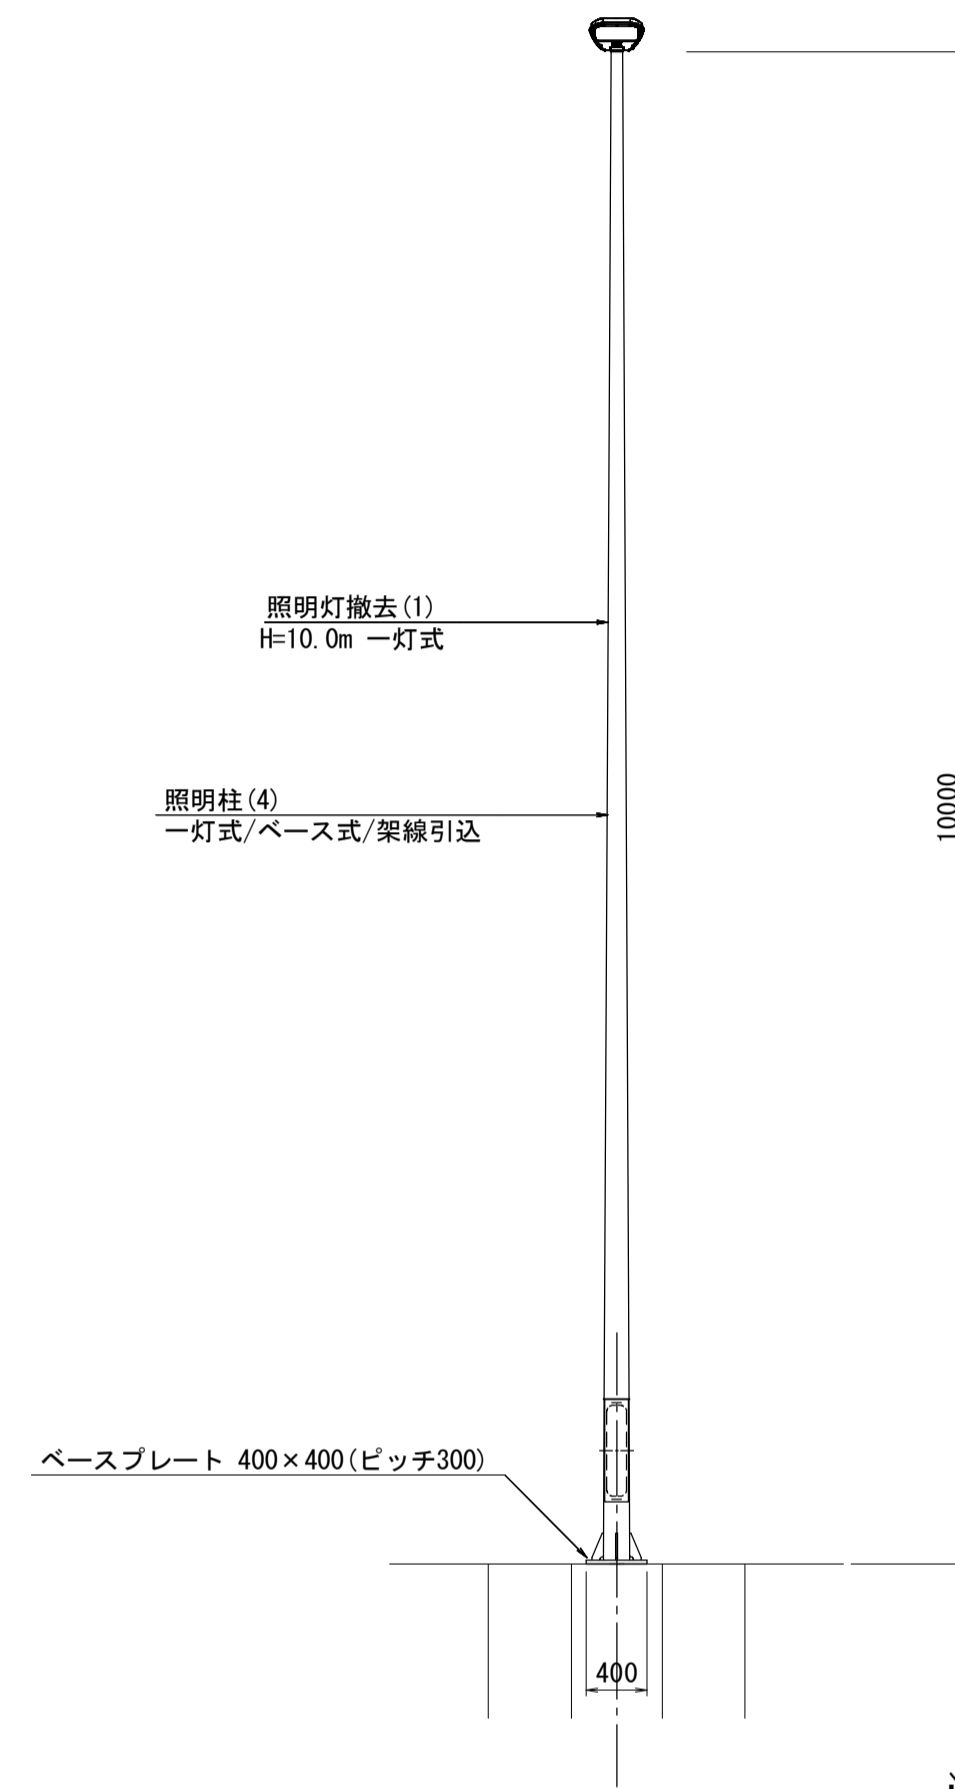 照明灯撤去(1)
H=10.0m 一灯式
10000
照明柱(4)
一灯式/ベース式/架線引込
ベースプレート 400×400(ピッチ300)
400